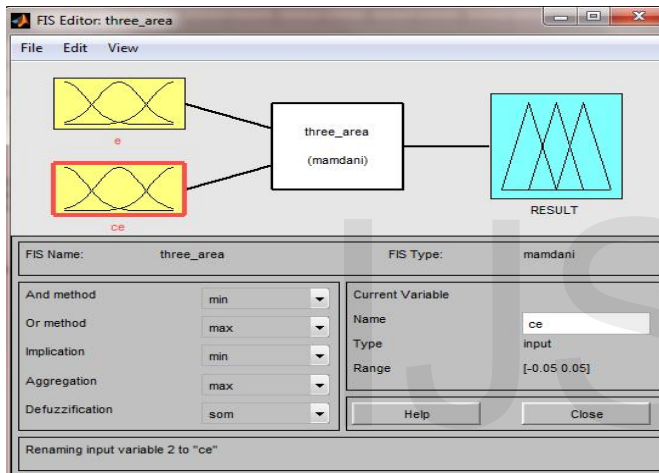 FIS Editor: three_area
File Edit View
e
three_area
(mamdani)
ce
RESULT
FIS Name: three_area FIS Type: mamdani
And method min
Or method max
Implication min
Aggregation max
Defuzzification som
Current Variable
Name ce
Type input
Range [-0.05 0.05]
Help Close
Renaming input variable 2 to "ce"
IJS